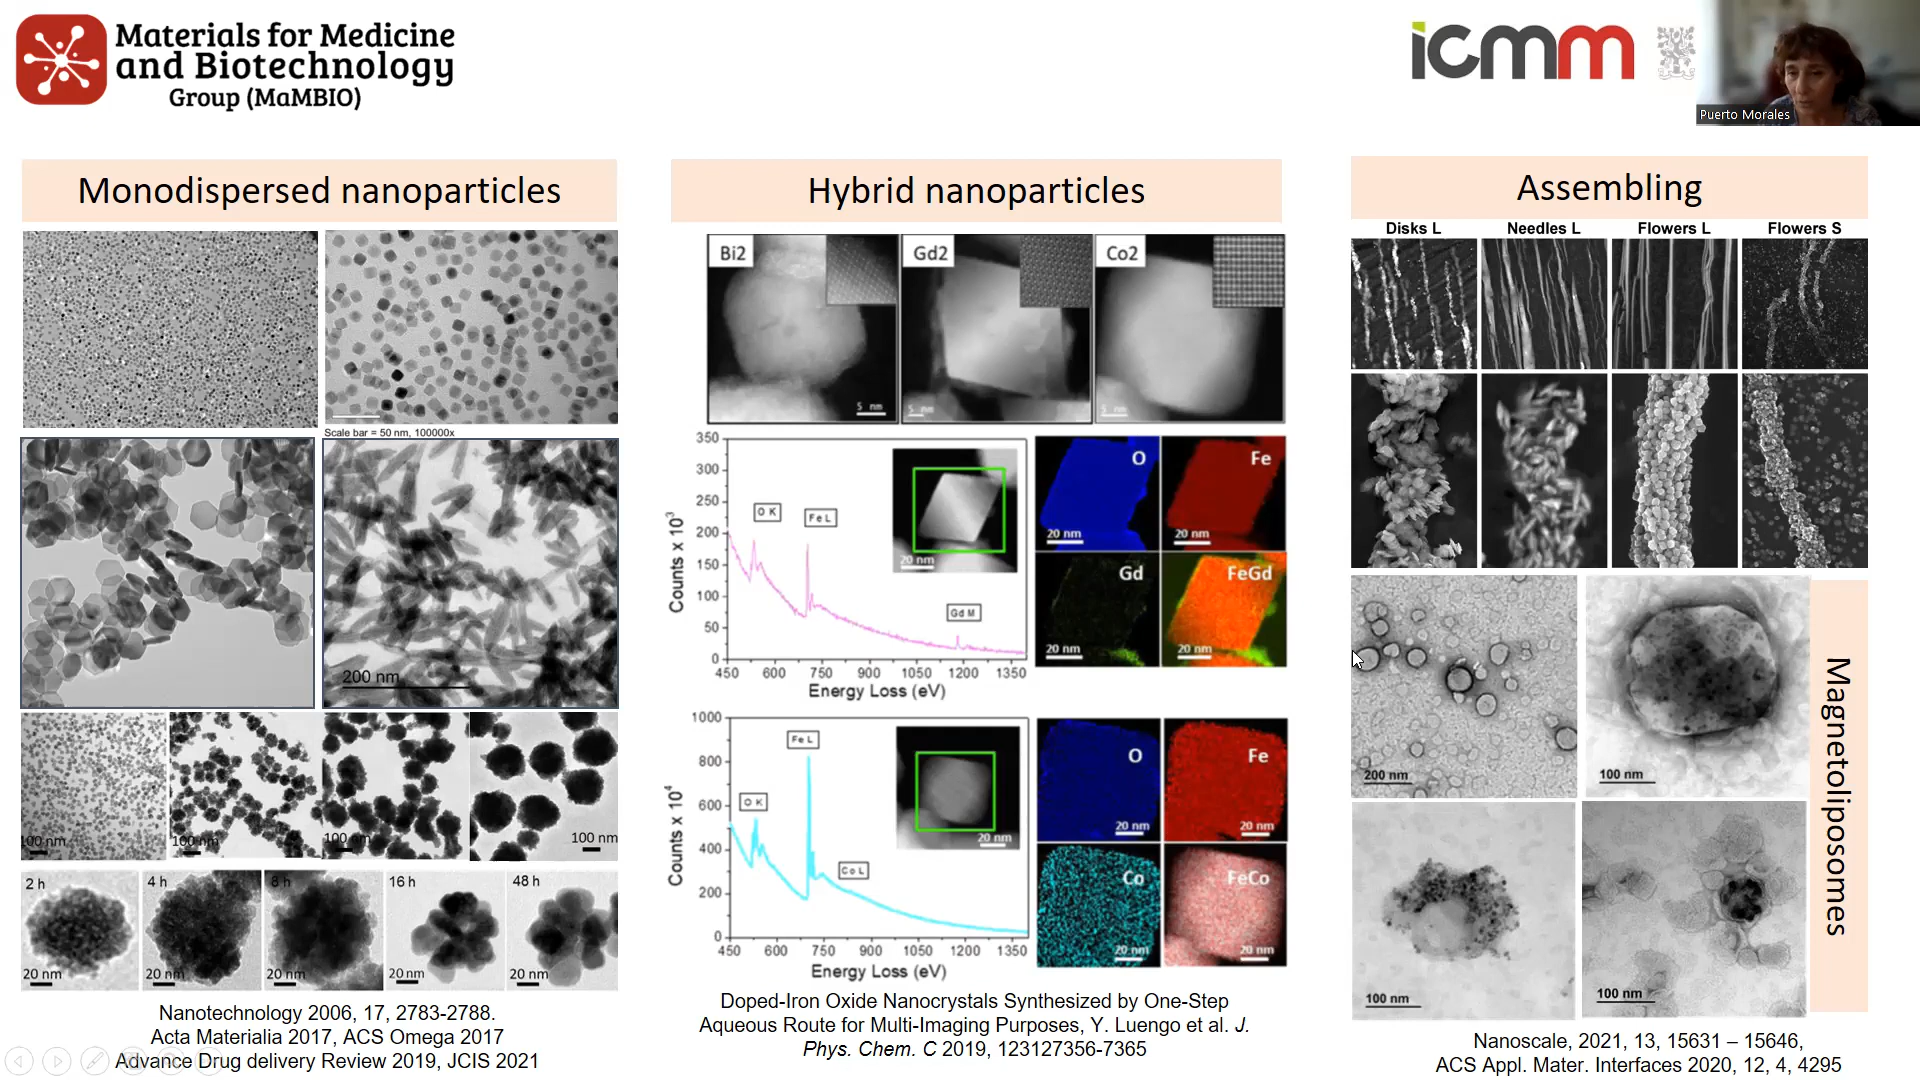 Materials for Medicine
and Biotechnology
Group (MaMBIO)
icmm
Puerto Morales
Monodispersed nanoparticles
Scale bar = 50 nm, 100000x
200 nm
100 nm
100 nm
100 nm
100 nm
2 h
4 h
8 h
16 h
48 h
20 nm
20 nm
20 nm
20 nm
20 nm
Nanotechnology 2006, 17, 2783-2788.
Acta Materialia 2017, ACS Omega 2017
Advance Drug delivery Review 2019, JCIS 2021
Hybrid nanoparticles
Bi2
Gd2
Co2
5 nm
5 nm
5 nm
Counts x 10³
350
300
250
200
150
100
50
0
O K
Fe L
Gd M
20 nm
450 600 750 900 1050 1200 1350
Energy Loss (eV)
O
20 nm
Fe
20 nm
Gd
20 nm
FeGd
20 nm
Counts x 10⁴
1000
800
600
400
200
0
Fe L
O K
Co L
20 nm
450 600 750 900 1050 1200 1350
Energy Loss (eV)
O
20 nm
Fe
20 nm
Co
20 nm
FeCo
20 nm
Doped-Iron Oxide Nanocrystals Synthesized by One-Step
Aqueous Route for Multi-Imaging Purposes, Y. Luengo et al. J.
Phys. Chem. C 2019, 123127356-7365
Assembling
Disks L
Needles L
Flowers L
Flowers S
200 nm
100 nm
100 nm
100 nm
Magnetoliposomes
Nanoscale, 2021, 13, 15631 – 15646,
ACS Appl. Mater. Interfaces 2020, 12, 4, 4295